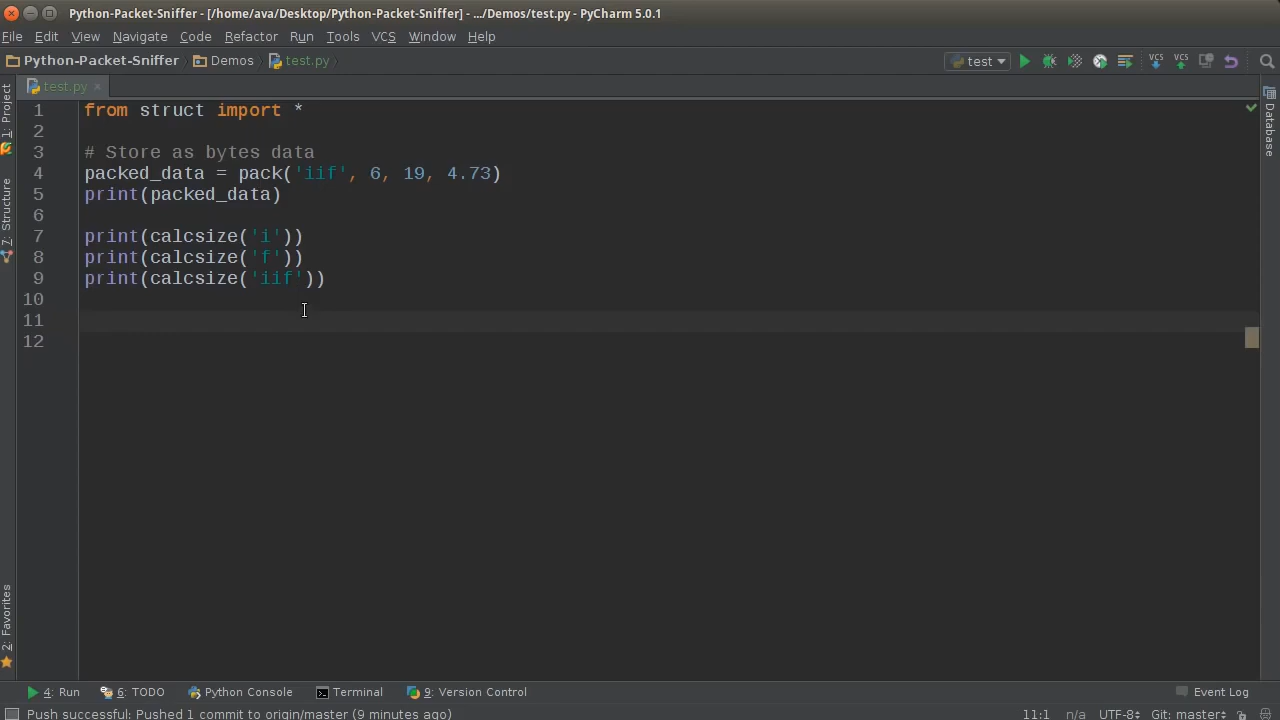 Python-Packet-Sniffer - [/home/ava/Desktop/Python-Packet-Sniffer] - .../Demos/test.py - PyCharm 5.0.1
File Edit View Navigate Code Refactor Run Tools VCS Window Help
Python-Packet-Sniffer Demos test.py test VCS VCS
test.py
1: Project
7: Structure
2: Favorites
Database
1 from struct import *
2
3 # Store as bytes data
4 packed_data = pack('iif', 6, 19, 4.73)
5 print(packed_data)
6
7 print(calcsize('i'))
8 print(calcsize('f'))
9 print(calcsize('iif'))
10
11
12
4: Run 6: TODO Python Console Terminal 9: Version Control Event Log
Push successful: Pushed 1 commit to origin/master (9 minutes ago) 11:1 n/a UTF-8 Git: master